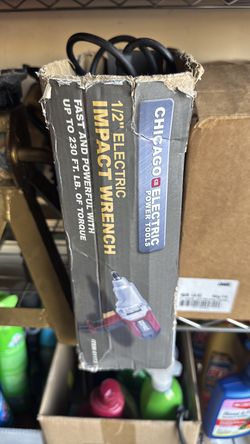 CHICAGO ELECTRIC
POWER TOOLS
1/2" ELECTRIC
IMPACT WRENCH
FAST AND POWERFUL WITH
UP TO 230 FT. LB. OF TORQUE